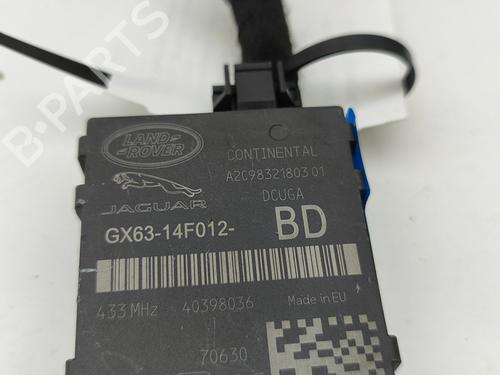 B-PARTS
LAND-
ROVER
CONTINENTAL
A2C98321803 01
JAGUAR
DCUGA
GX63-14F012- BD
433 MHz 40398036 Made in EU
70630